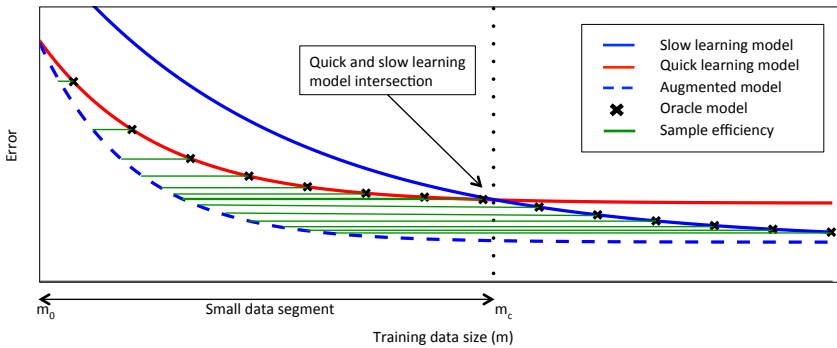 Quick and slow learning
model intersection
Slow learning model
Quick learning model
Augmented model
Oracle model
Sample efficiency
Error
m0
Small data segment
mc
Training data size (m)